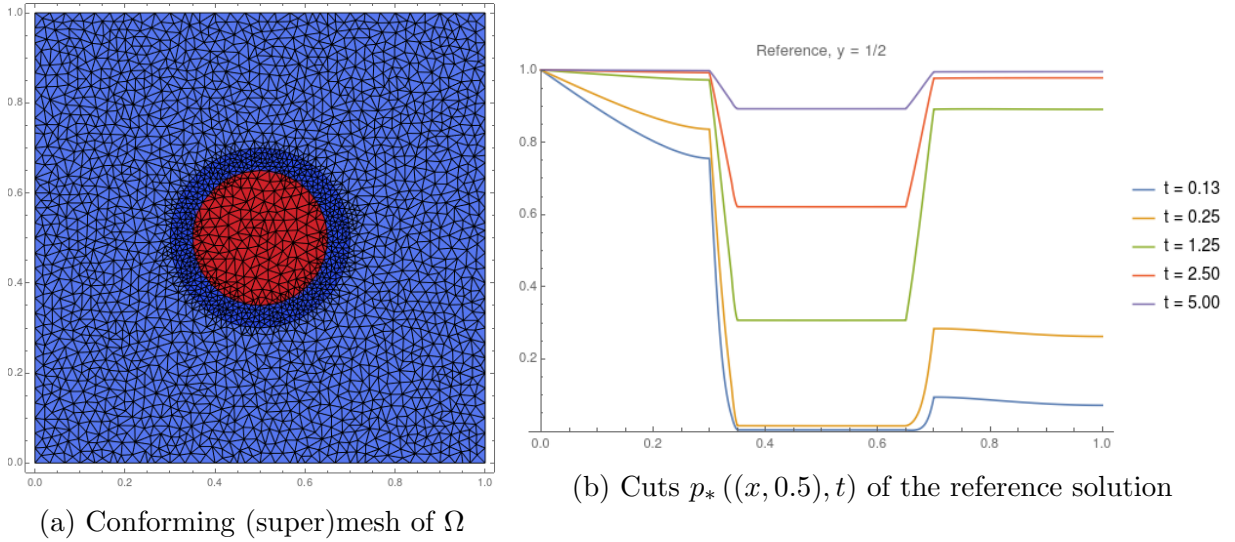 1.0
0.8
0.6
0.4
0.2
0.0
0.0 0.2 0.4 0.6 0.8 1.0
(a) Conforming (super)mesh of Ω
Reference, y = 1/2
1.0
0.8
0.6
0.4
0.2
0.0 0.2 0.4 0.6 0.8 1.0
t = 0.13
t = 0.25
t = 1.25
t = 2.50
t = 5.00
(b) Cuts p∗ ((x, 0.5), t) of the reference solution